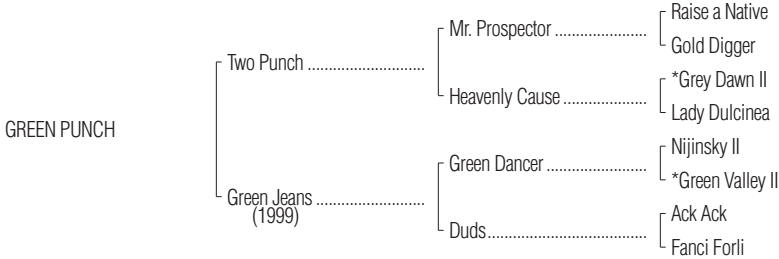 Raise a Native
Mr. Prospector ......................
Gold Digger
Two Punch ............................
*Grey Dawn II
Heavenly Cause ....................
Lady Dulcinea
GREEN PUNCH
Nijinsky II
Green Dancer ........................
*Green Valley II
Green Jeans ..........................
(1999)
Ack Ack
Duds......................................
Fanci Forli